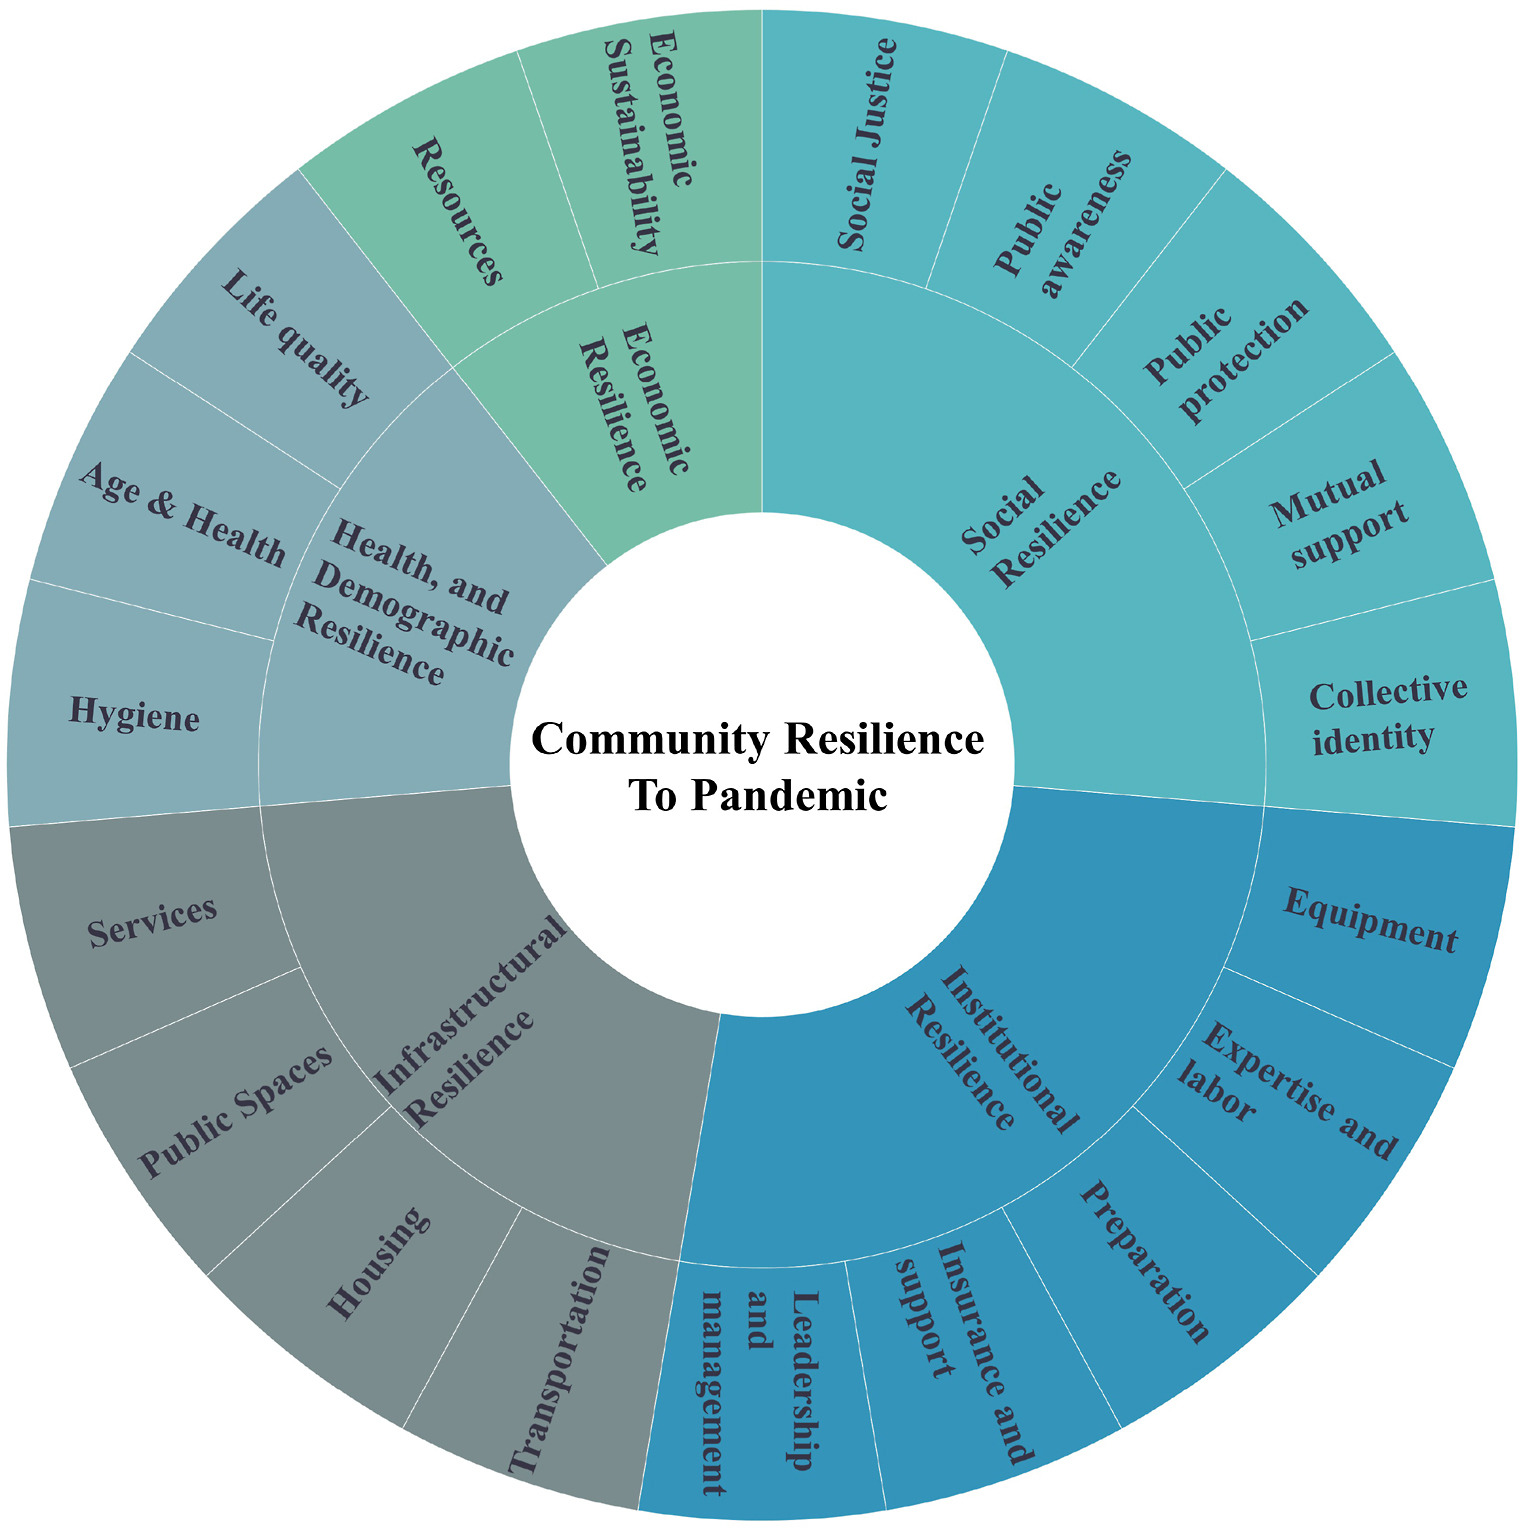 Community Resilience
To Pandemic
Social
Resilience
Social Justice
Public
awareness
Public
protection
Mutual
support
Collective
identity
Institutional
Resilience
Equipment
Expertise and
labor
Preparation
Insurance and
support
Leadership
and
management
Infrastructural
Resilience
Transportation
Housing
Public Spaces
Services
Health, and
Demographic
Resilience
Hygiene
Age & Health
Life quality
Economic
Resilience
Resources
Economic
Sustainability